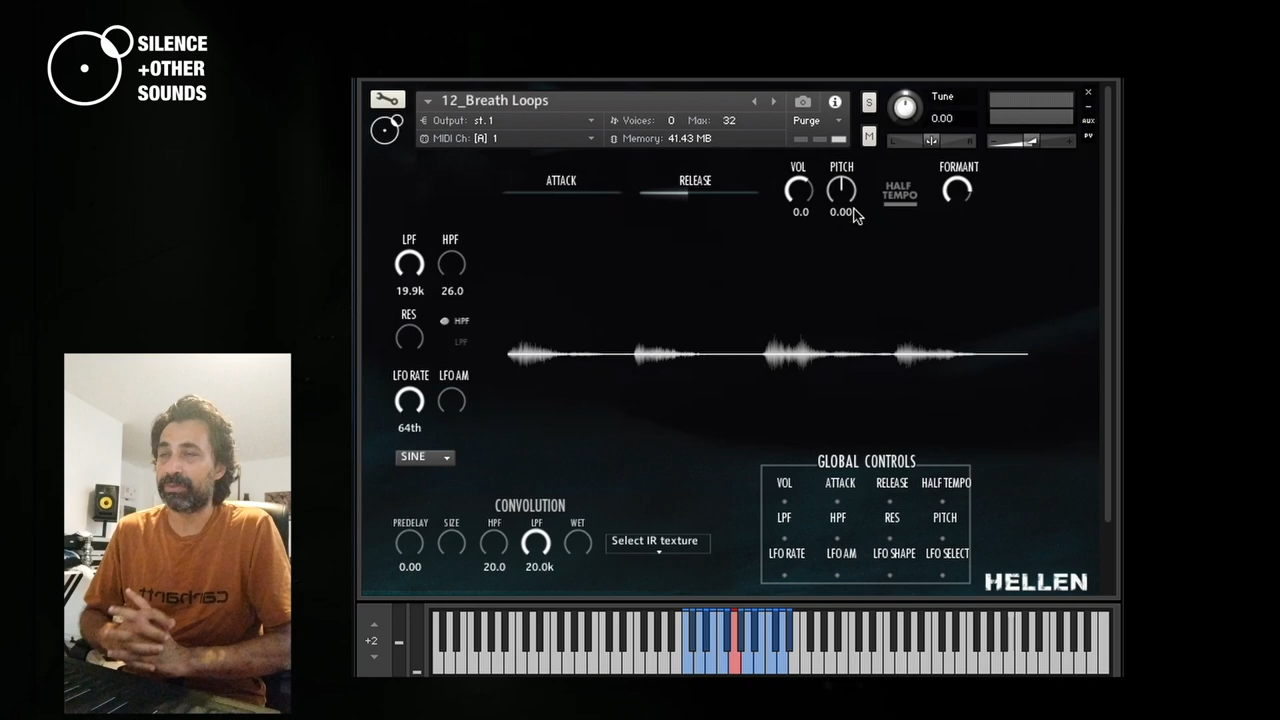 SILENCE
+OTHER
SOUNDS
12_Breath Loops
Output: st. 1
Voices: 0 Max: 32
Purge
MIDI Ch: [A] 1
Memory: 41.43 MB
S
M
Tune
0.00
L
R
AUX
PV
ATTACK
RELEASE
VOL
PITCH
HALF
TEMPO
FORMANT
0.0
0.00
LPF
HPF
19.9k
26.0
RES
HPF
LPF
LFO RATE
LFO AM
64th
SINE
CONVOLUTION
PREDELAY
SIZE
HPF
LPF
WET
Select IR texture
0.00
20.0
20.0k
GLOBAL CONTROLS
VOL
ATTACK
RELEASE
HALF TEMPO
LPF
HPF
RES
PITCH
LFO RATE
LFO AM
LFO SHAPE
LFO SELECT
HELLEN
+2
carhartt